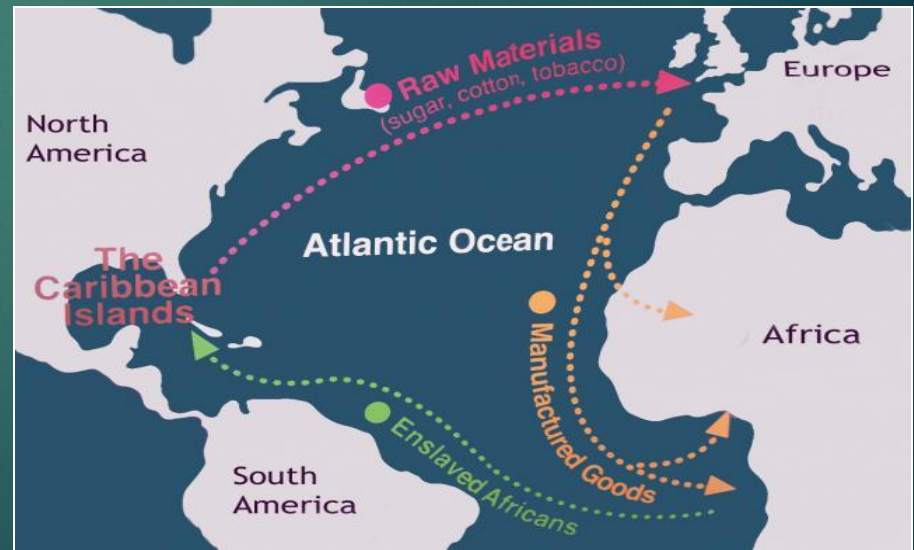 Raw Materials
(sugar, cotton, tobacco)
Europe
North
America
Atlantic Ocean
The
Caribbean
Islands
Africa
Manufactured Goods
Enslaved Africans
South
America